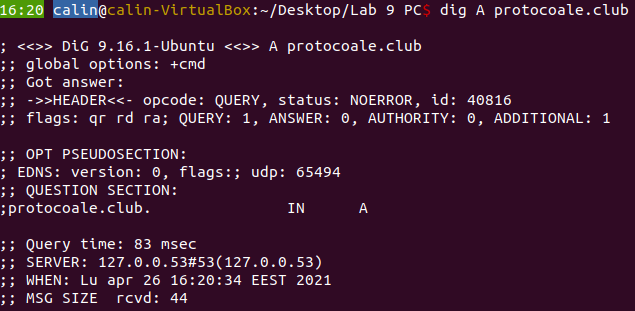 16:20 calin@calin-VirtualBox:~/Desktop/Lab 9 PC$ dig A protocoale.club
; <<>> DiG 9.16.1-Ubuntu <<>> A protocoale.club
;; global options: +cmd
;; Got answer:
;; ->>HEADER<<- opcode: QUERY, status: NOERROR, id: 40816
;; flags: qr rd ra; QUERY: 1, ANSWER: 0, AUTHORITY: 0, ADDITIONAL: 1
;; OPT PSEUDOSECTION:
; EDNS: version: 0, flags:; udp: 65494
;; QUESTION SECTION:
;protocoale.club. IN A
;; Query time: 83 msec
;; SERVER: 127.0.0.53#53(127.0.0.53)
;; WHEN: Lu apr 26 16:20:34 EEST 2021
;; MSG SIZE rcvd: 44